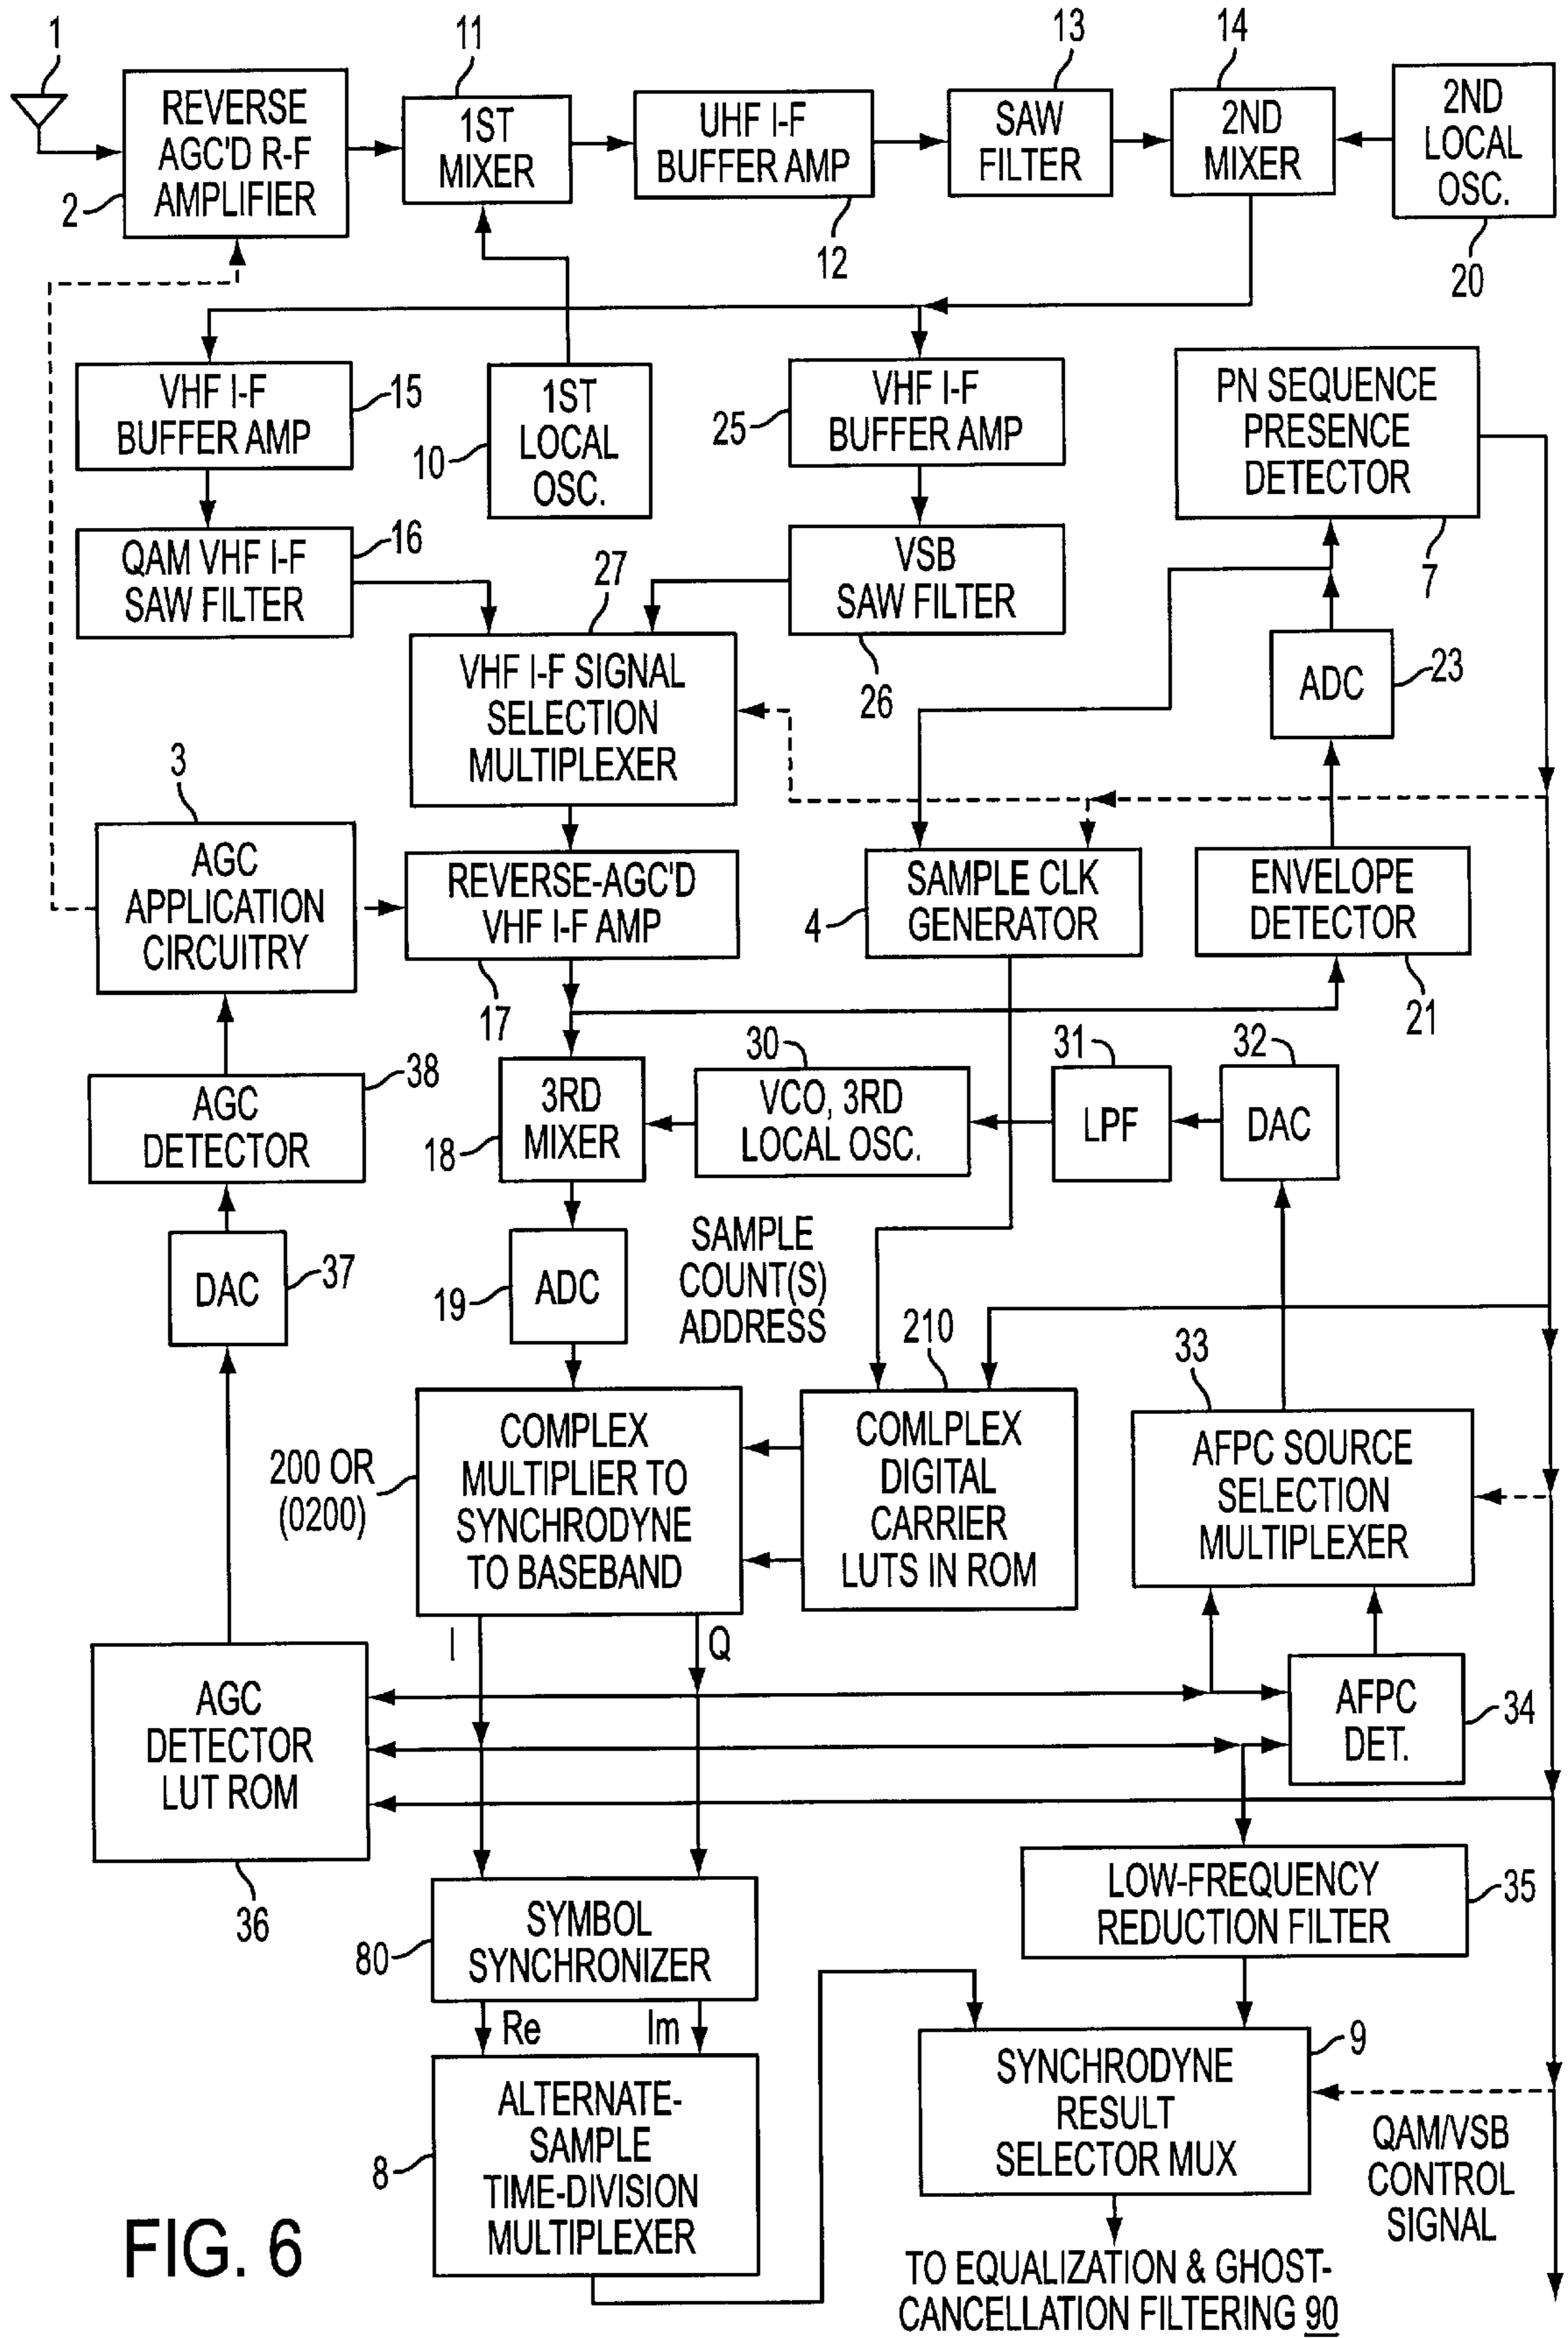 1
REVERSE
AGC'D R-F
AMPLIFIER
2
11
1ST
MIXER
UHF I-F
BUFFER AMP
12
13
SAW
FILTER
14
2ND
MIXER
2ND
LOCAL
OSC.
20
VHF I-F
BUFFER AMP
15
1ST
LOCAL
OSC.
10
VHF I-F
BUFFER AMP
25
PN SEQUENCE
PRESENCE
DETECTOR
7
QAM VHF I-F
SAW FILTER
16
27
VSB
SAW FILTER
26
VHF I-F SIGNAL
SELECTION
MULTIPLEXER
ADC
23
3
AGC
APPLICATION
CIRCUITRY
REVERSE-AGC'D
VHF I-F AMP
17
SAMPLE CLK
GENERATOR
4
ENVELOPE
DETECTOR
21
AGC
DETECTOR
38
3RD
MIXER
18
30
VCO, 3RD
LOCAL OSC.
31
LPF
32
DAC
DAC
37
ADC
19
SAMPLE
COUNT(S)
ADDRESS
210
33
COMPLEX
MULTIPLIER TO
SYNCHRODYNE
TO BASEBAND
200 OR
(0200)
COMLPLEX
DIGITAL
CARRIER
LUTS IN ROM
AFPC SOURCE
SELECTION
MULTIPLEXER
I
Q
AGC
DETECTOR
LUT ROM
36
AFPC
DET.
34
SYMBOL
SYNCHRONIZER
80
LOW-FREQUENCY
REDUCTION FILTER
35
Re
Im
ALTERNATE-
SAMPLE
TIME-DIVISION
MULTIPLEXER
8
SYNCHRODYNE
RESULT
SELECTOR MUX
9
QAM/VSB
CONTROL
SIGNAL
TO EQUALIZATION & GHOST-
CANCELLATION FILTERING 90
FIG. 6